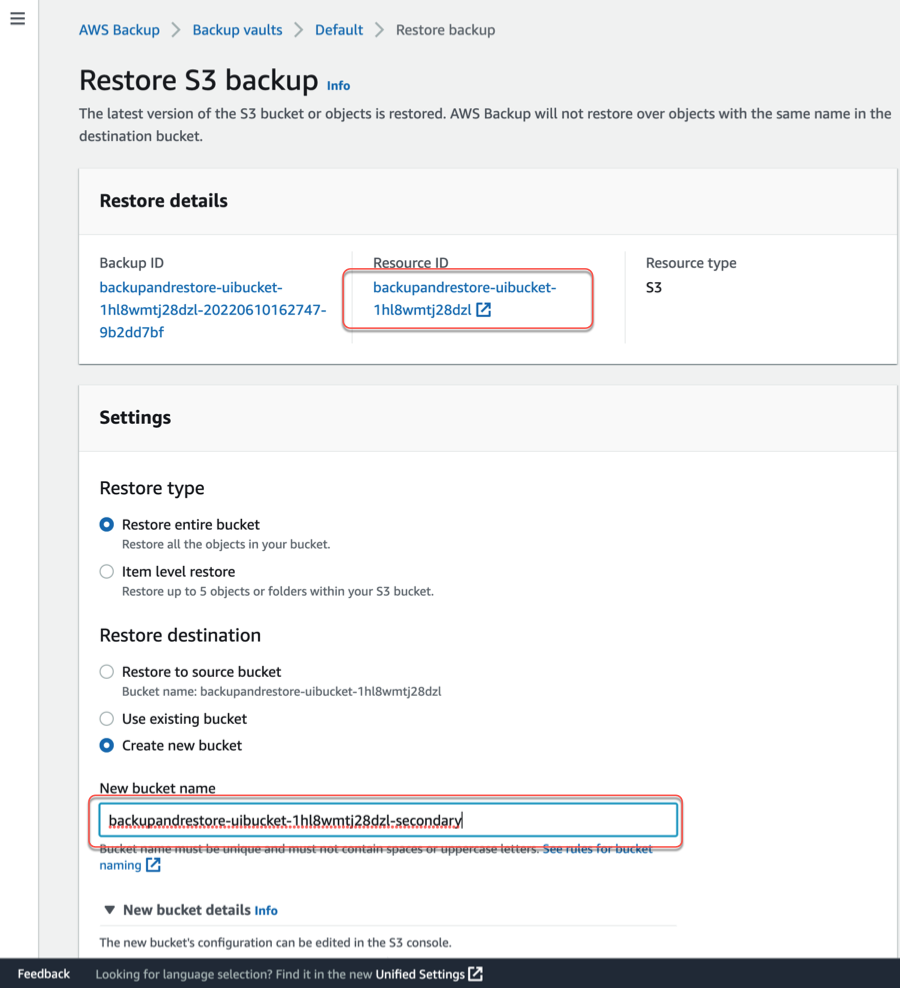 AWS Backup > Backup vaults > Default > Restore backup
Restore S3 backup Info
The latest version of the S3 bucket or objects is restored. AWS Backup will not restore over objects with the same name in the
destination bucket.
Restore details
Backup ID
backupandrestore-uibucket-
1hl8wmtj28dzl-20220610162747-
9b2dd7bf
Resource ID
backupandrestore-uibucket-
1hl8wmtj28dzl
Resource type
S3
Settings
Restore type
Restore entire bucket
Restore all the objects in your bucket.
Item level restore
Restore up to 5 objects or folders within your S3 bucket.
Restore destination
Restore to source bucket
Bucket name: backupandrestore-uibucket-1hl8wmtj28dzl
Use existing bucket
Create new bucket
New bucket name
backupandrestore-uibucket-1hl8wmtj28dzl-secondary
Bucket name must be unique and must not contain spaces or uppercase letters. See rules for bucket
naming
▼ New bucket details Info
The new bucket's configuration can be edited in the S3 console.
Feedback Looking for language selection? Find it in the new Unified Settings